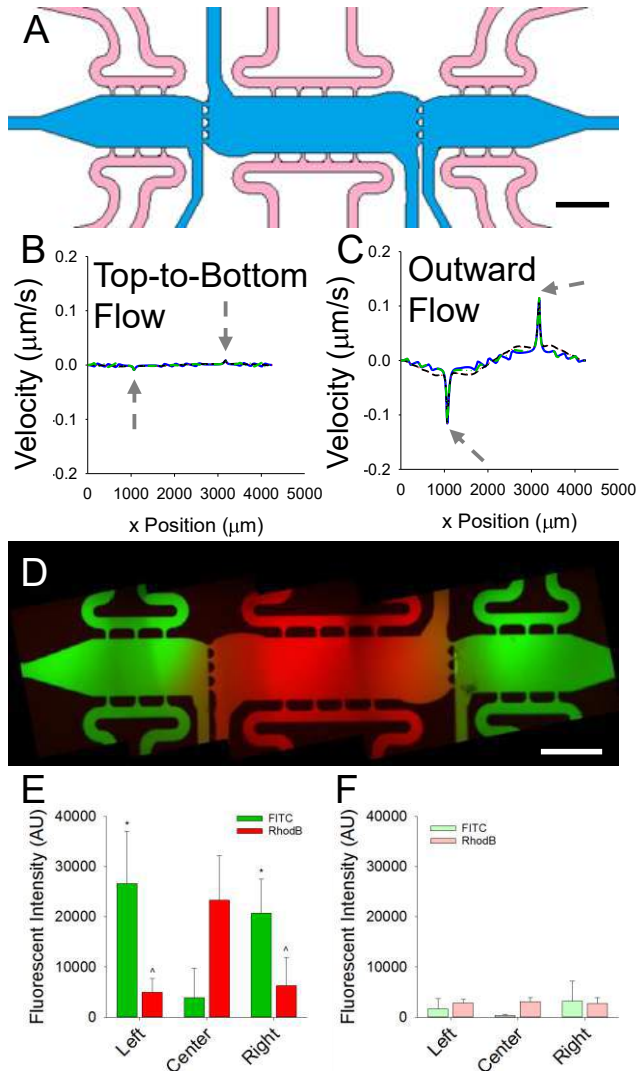 A
B
Top-to-Bottom
Flow
Velocity (μm/s)
0.2
0.1
0.0
-0.1
-0.2
0 1000 2000 3000 4000 5000
x Position (μm)
C
Outward
Flow
Velocity (μm/s)
0.2
0.1
0.0
-0.1
-0.2
0 1000 2000 3000 4000 5000
x Position (μm)
D
E
FITC
RhodB
Fluorescent Intensity (AU)
40000
30000
20000
10000
0
* ^ * ^
Left Center Right
F
FITC
RhodB
Fluorescent Intensity (AU)
40000
30000
20000
10000
0
Left Center Right